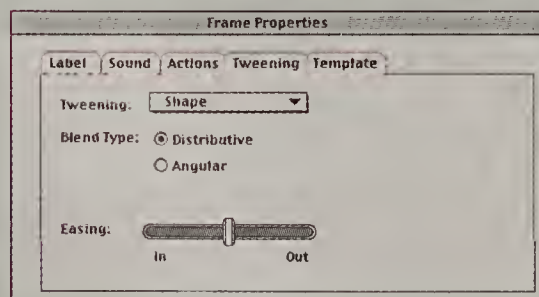 Frame Properties
Label Sound Actions Tweening Template
Tweening: Shape
Blend Type: Distributive
Angular
Easing:
In Out